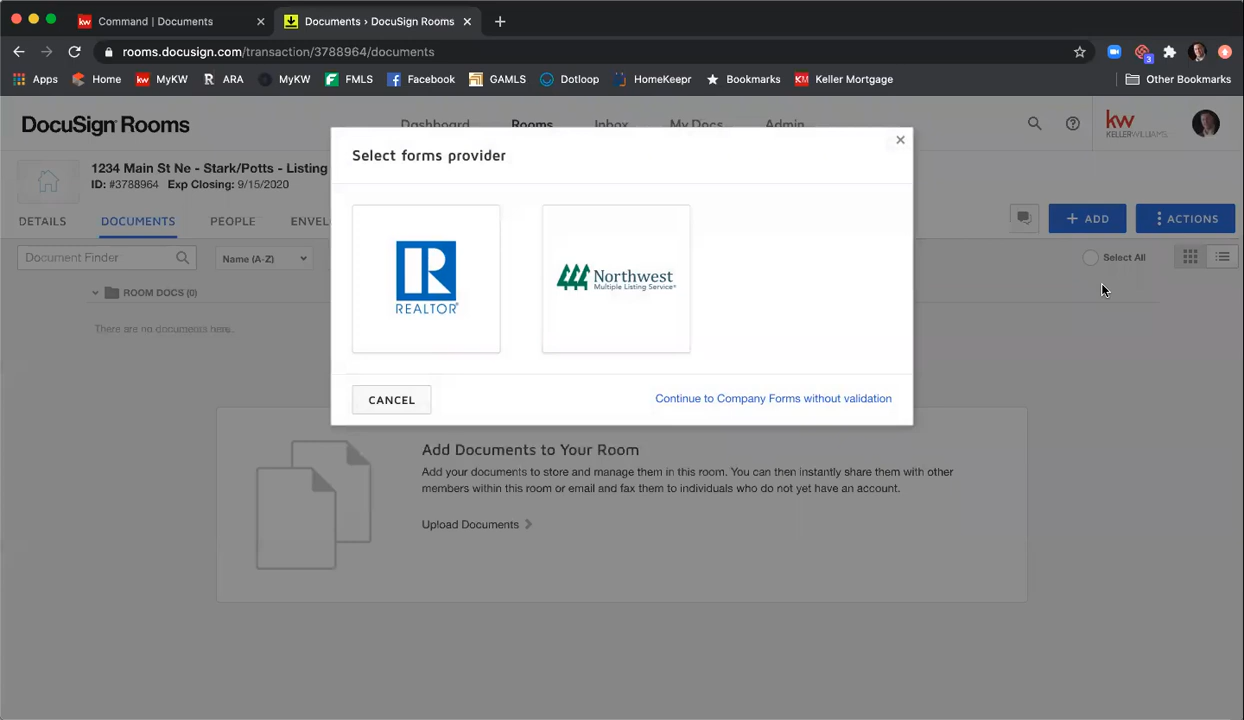 Command | Documents
Documents › DocuSign Rooms
rooms.docusign.com/transaction/3788964/documents
Apps Home kw MyKW R ARA MyKW FMLS Facebook GAMLS Dotloop HomeKeepr Bookmarks KM Keller Mortgage Other Bookmarks
3
DocuSign Rooms
Dashboard Rooms Inbox My Docs Admin
kw
KELLERWILLIAMS
1234 Main St Ne - Stark/Potts - Listing
ID: #3788964 Exp Closing: 9/15/2020
DETAILS DOCUMENTS PEOPLE ENVEL
+ ADD
ACTIONS
Document Finder
Name (A-Z)
Select All
ROOM DOCS (0)
There are no documents here.
Select forms provider
REALTOR®
Northwest
Multiple Listing Service®
CANCEL
Continue to Company Forms without validation
Add Documents to Your Room
Add your documents to store and manage them in this room. You can then instantly share them with other
members within this room or email and fax them to individuals who do not yet have an account.
Upload Documents